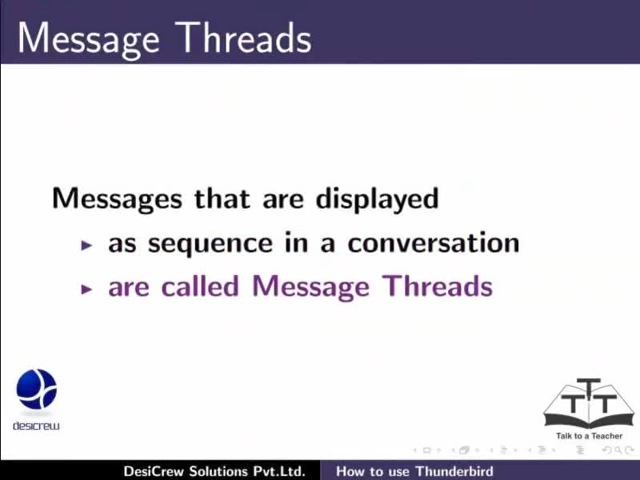 Message Threads
Messages that are displayed
▸ as sequence in a conversation
▸ are called Message Threads
desicrew
TTT
Talk to a Teacher
DesiCrew Solutions Pvt.Ltd. How to use Thunderbird